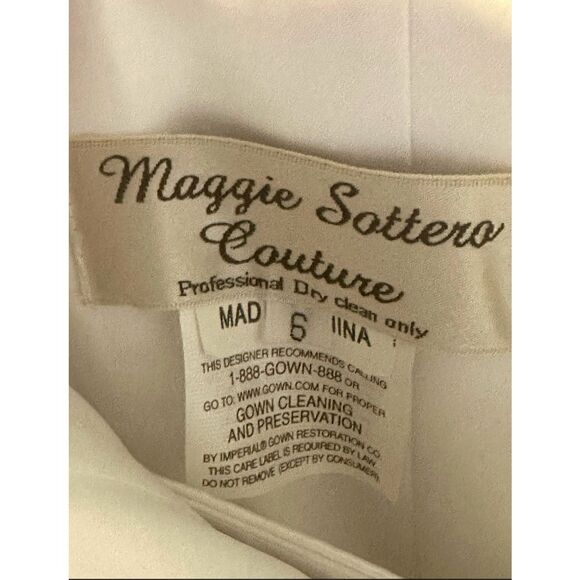 Maggie Sottero
Couture
Professional Dry clean only
MAD 6 IINA
THIS DESIGNER RECOMMENDS CALLING
1-888-GOWN-888 OR
GO TO: WWW.GOWN.COM FOR PROPER
GOWN CLEANING
AND PRESERVATION
BY IMPERIAL® GOWN RESTORATION CO.
THIS CARE LABEL IS REQUIRED BY LAW
DO NOT REMOVE (EXCEPT BY CONSUMER)